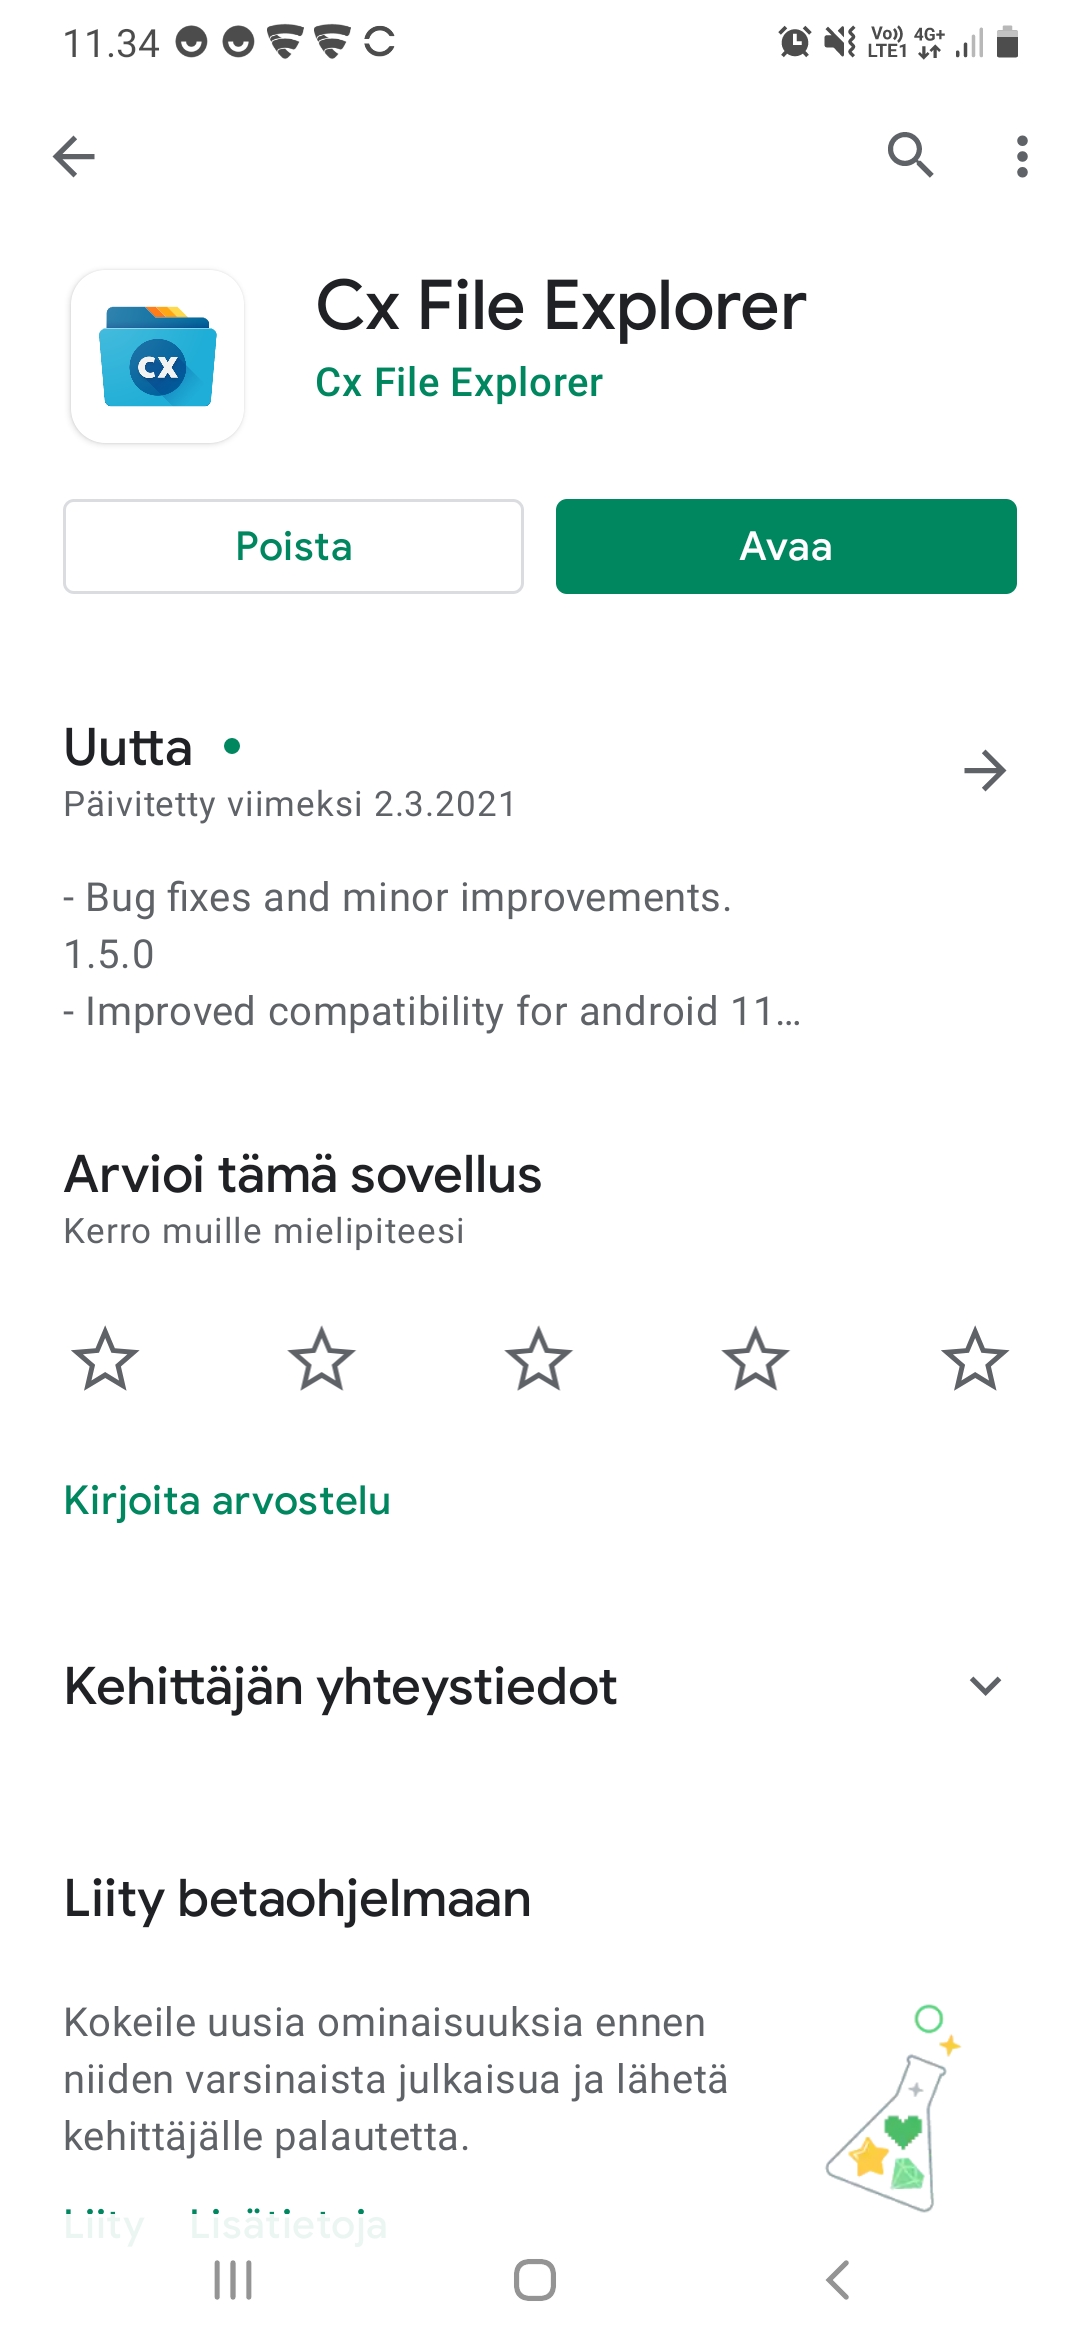 11.34
Vo)) 4G+
LTE1
Cx File Explorer
CX
Cx File Explorer
Poista
Avaa
Uutta
Päivitetty viimeksi 2.3.2021
- Bug fixes and minor improvements.
1.5.0
- Improved compatibility for android 11…
Arvioi tämä sovellus
Kerro muille mielipiteesi
Kirjoita arvostelu
Kehittäjän yhteystiedot
Liity betaohjelmaan
Kokeile uusia ominaisuuksia ennen
niiden varsinaista julkaisua ja lähetä
kehittäjälle palautetta.
Liity Lisätietoja